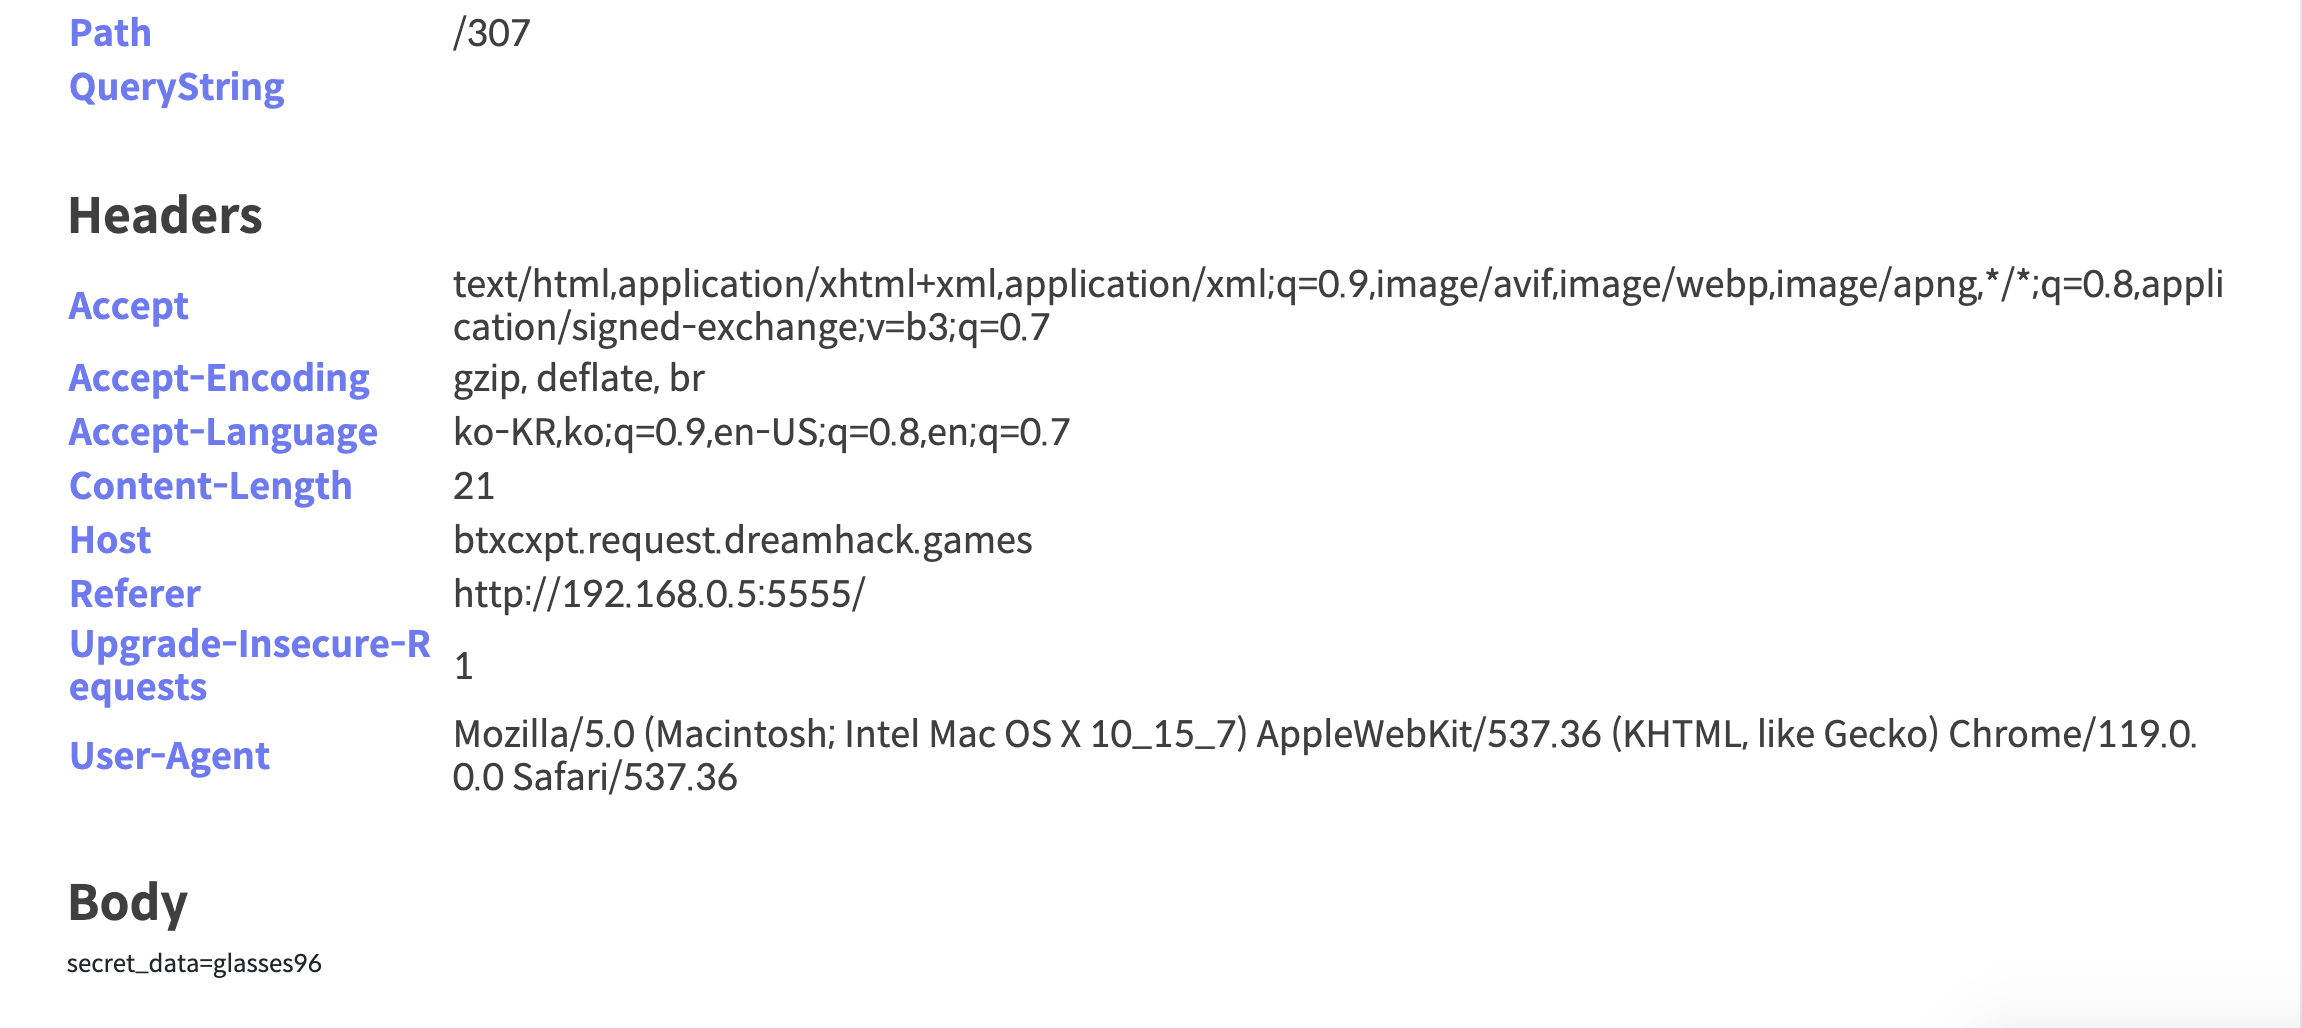 Path /307
QueryString
Headers
Accept text/html,application/xhtml+xml,application/xml;q=0.9,image/avif,image/webp,image/apng,*/*;q=0.8,appli
cation/signed-exchange;v=b3;q=0.7
Accept-Encoding gzip, deflate, br
Accept-Language ko-KR,ko;q=0.9,en-US;q=0.8,en;q=0.7
Content-Length 21
Host btxcxpt.request.dreamhack.games
Referer http://192.168.0.5:5555/
Upgrade-Insecure-R
equests 1
User-Agent Mozilla/5.0 (Macintosh; Intel Mac OS X 10_15_7) AppleWebKit/537.36 (KHTML, like Gecko) Chrome/119.0.
0.0 Safari/537.36
Body
secret_data=glasses96